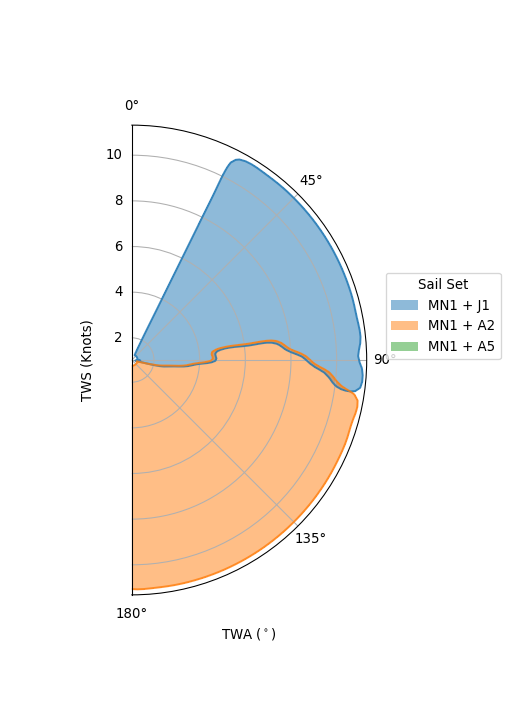 0°
10
45°
8
6
Sail Set
MN1 + J1
4
MN1 + A2
2
MN1 + A5
TWS (Knots)
90°
135°
180°
TWA (°)